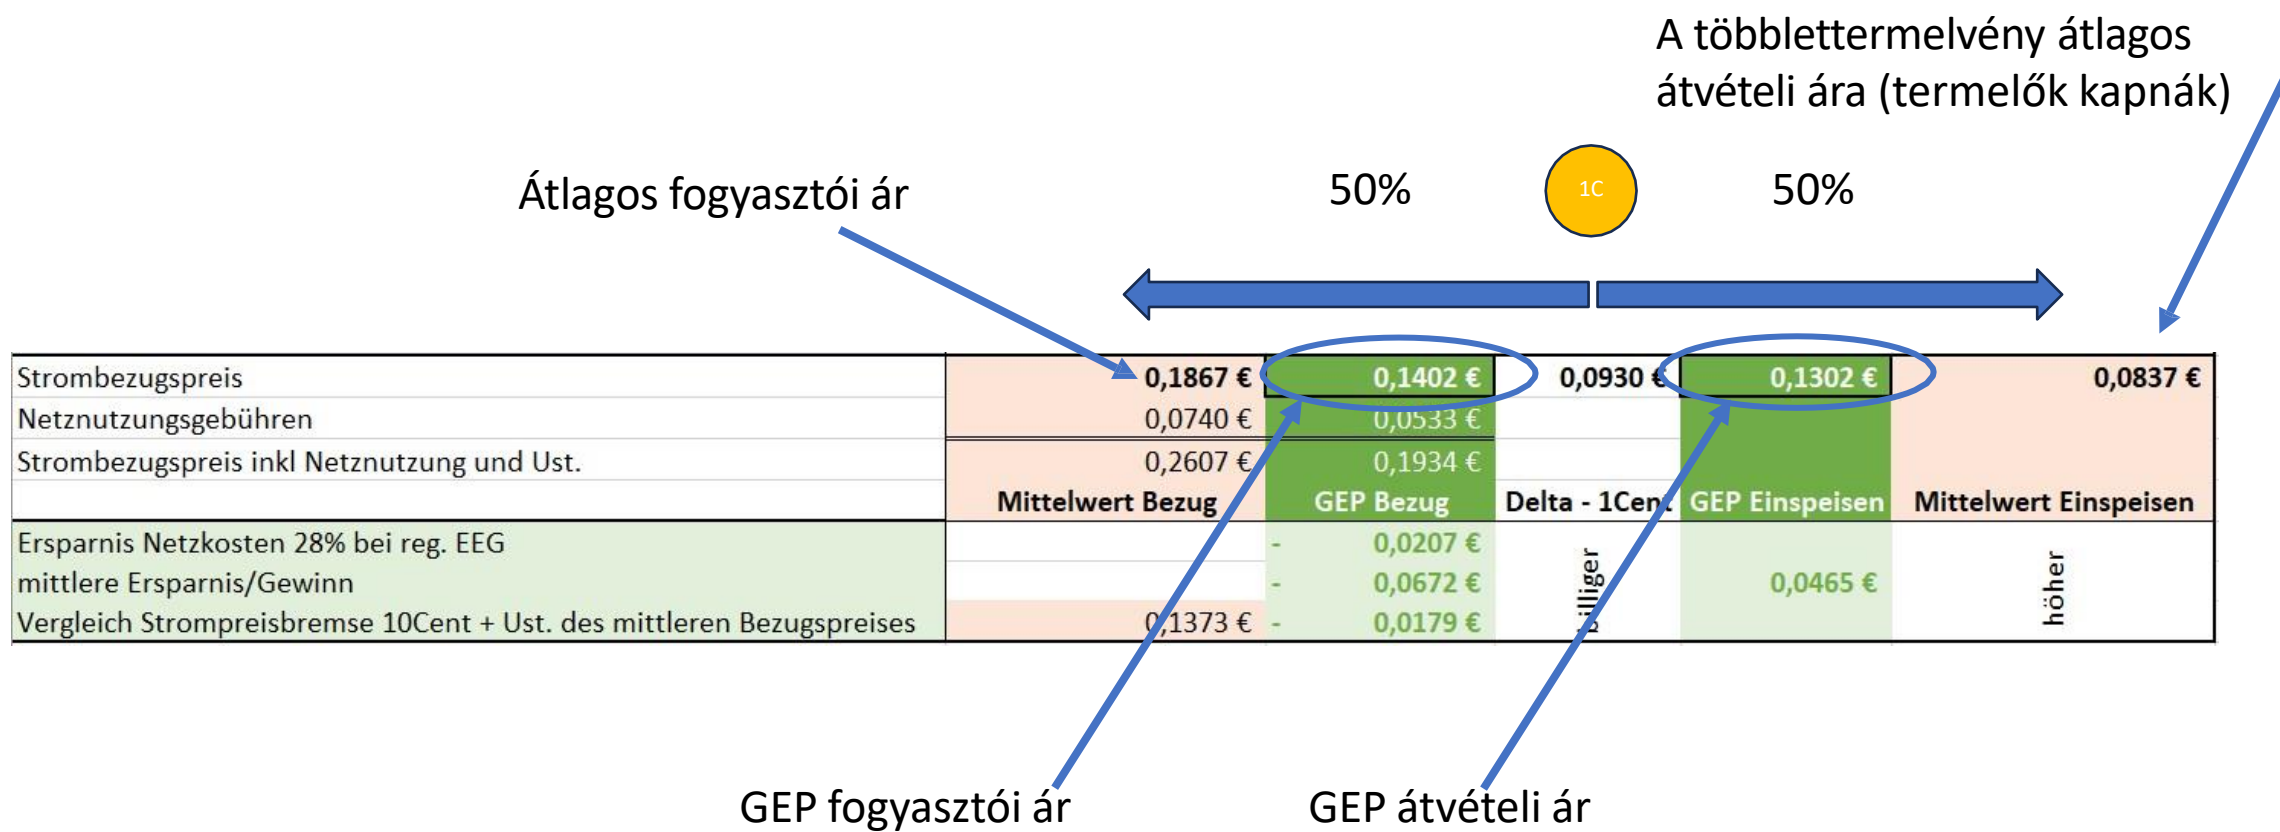 A többlettermelvény átlagos
átvételi ára (termelők kapnák)
Átlagos fogyasztói ár
50%
1C
50%
Strombezugspreis 0,1867 € 0,1402 € 0,0930 € 0,1302 € 0,0837 €
Netznutzungsgebühren 0,0740 € 0,0533 €
Strombezugspreis inkl Netznutzung und Ust. 0,2607 € 0,1934 €
Mittelwert Bezug GEP Bezug Delta - 1Cent GEP Einspeisen Mittelwert Einspeisen
Ersparnis Netzkosten 28% bei reg. EEG - 0,0207 €
mittlere Ersparnis/Gewinn - 0,0672 € billiger 0,0465 € höher
Vergleich Strompreisbremse 10Cent + Ust. des mittleren Bezugspreises 0,1373 € - 0,0179 €
GEP fogyasztói ár
GEP átvételi ár